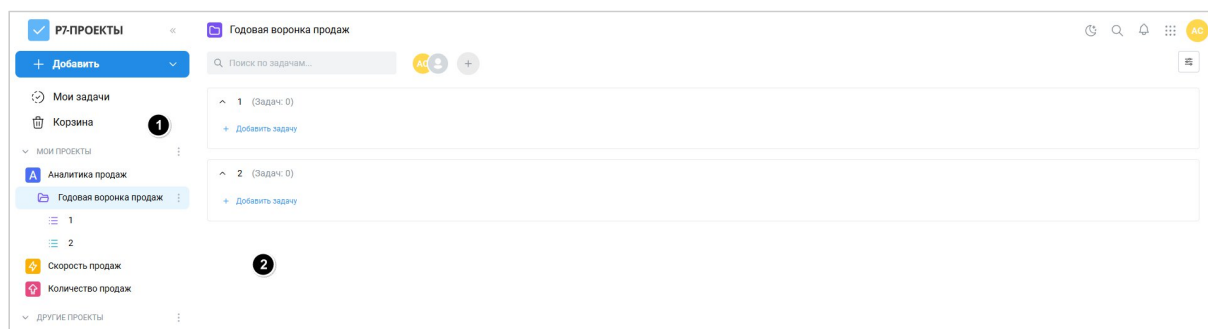 Р7-ПРОЕКТЫ «
Годовая воронка продаж
АС
+ Добавить
Поиск по задачам...
АС +
Мои задачи
Корзина
1
МОИ ПРОЕКТЫ
А Аналитика продаж
Годовая воронка продаж
1
2
Скорость продаж
Количество продаж
ДРУГИЕ ПРОЕКТЫ
1 (Задач: 0)
+ Добавить задачу
2 (Задач: 0)
+ Добавить задачу
2